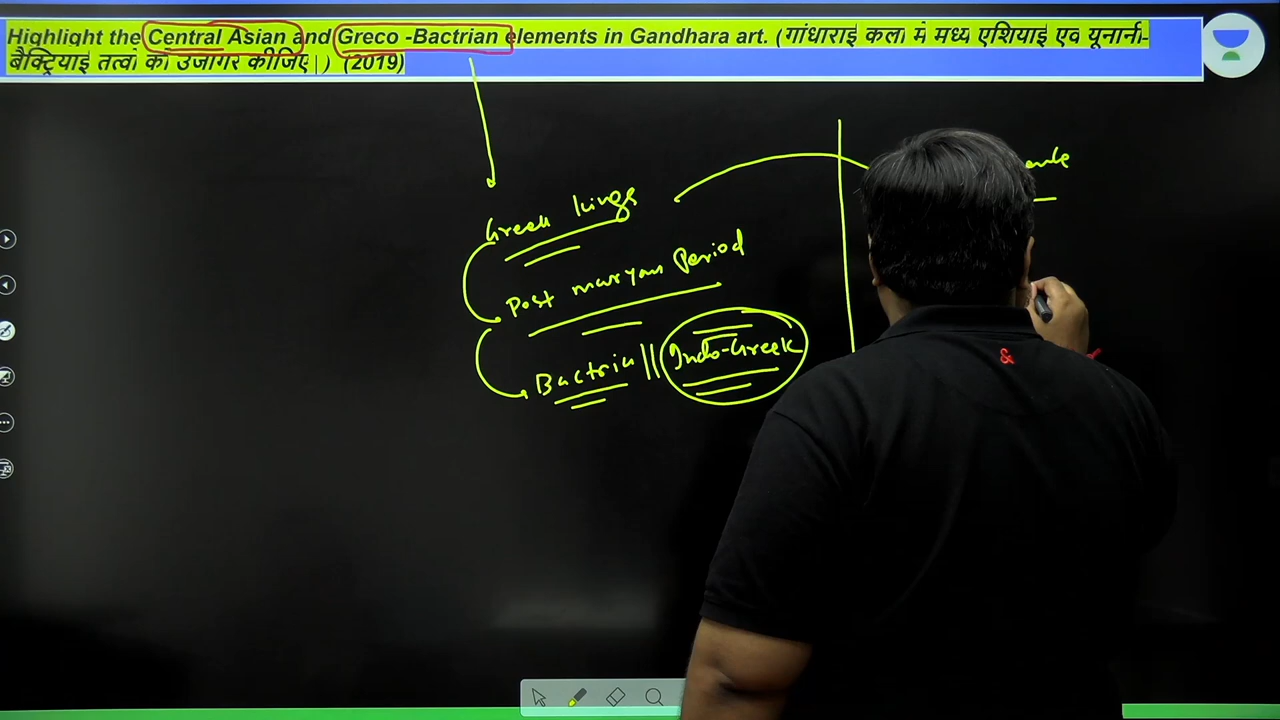 Highlight the Central Asian and Greco -Bactrian elements in Gandhara art. (गांधाराई कला मे मध्य एशियाई एवं यूनानी-
बैक्ट्रियाई तत्वों को उजागर कीजिए|) (2019)
Greek kings
Post mauryan Period
Bactria || Indo-Greek
&